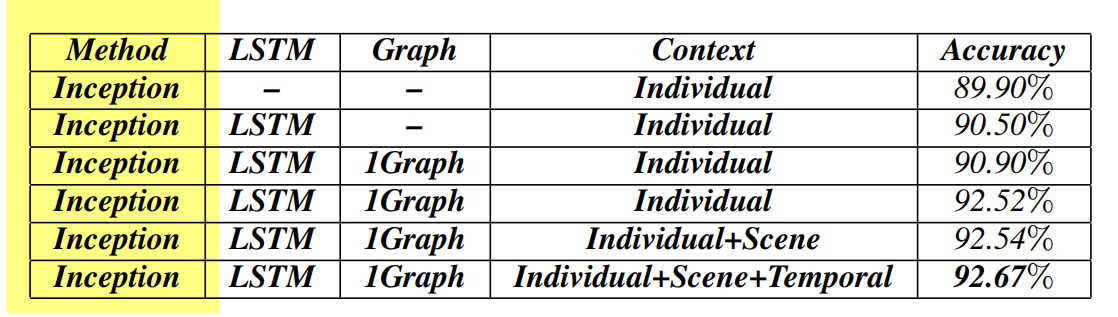 Method LSTM Graph Context Accuracy
Inception – – Individual 89.90%
Inception LSTM – Individual 90.50%
Inception LSTM 1Graph Individual 90.90%
Inception LSTM 1Graph Individual 92.52%
Inception LSTM 1Graph Individual+Scene 92.54%
Inception LSTM 1Graph Individual+Scene+Temporal 92.67%